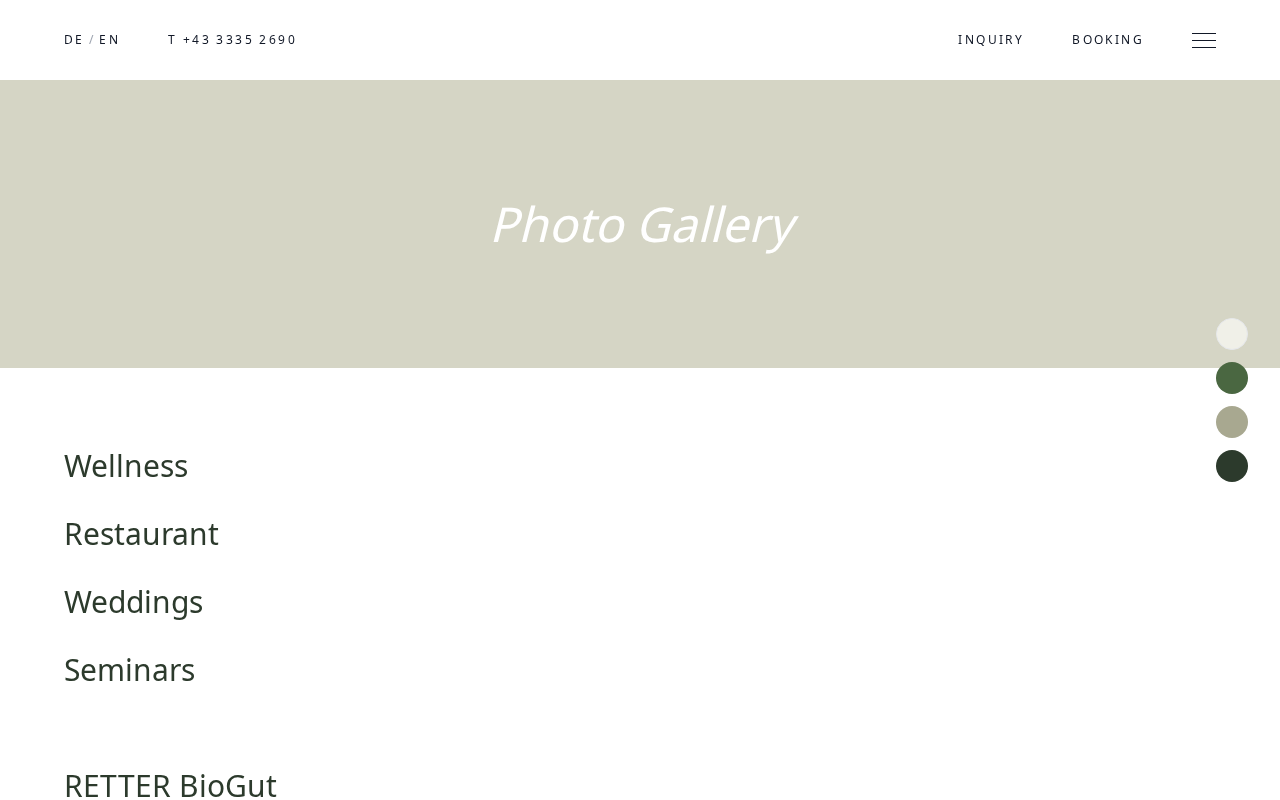 DE / EN T +43 3335 2690 INQUIRY BOOKING
Photo Gallery
Wellness
Restaurant
Weddings
Seminars
RETTER BioGut